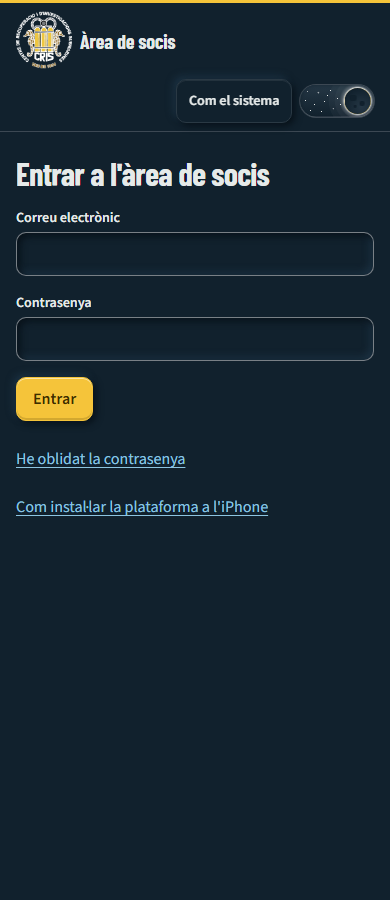 CRIS
Àrea de socis
Com el sistema
Entrar a l'àrea de socis
Correu electrònic
Contrasenya
Entrar
He oblidat la contrasenya
Com instal·lar la plataforma a l'iPhone